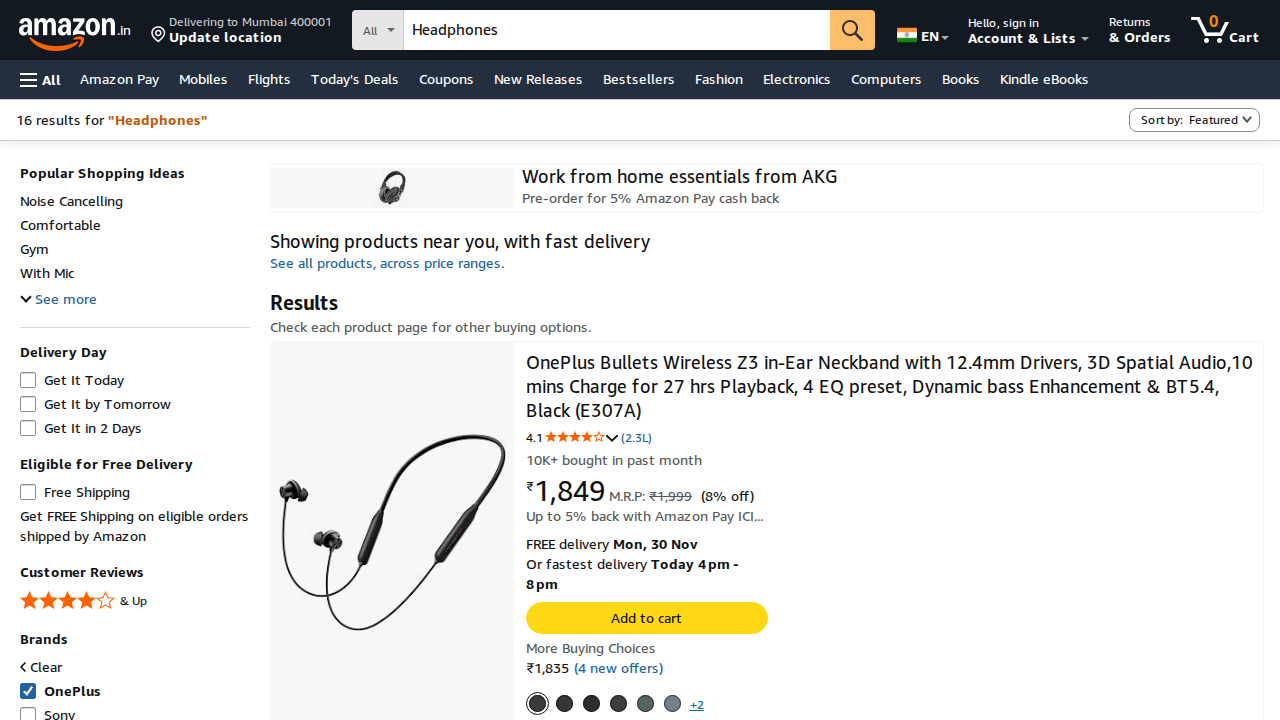 amazon.in
Delivering to Mumbai 400001
Update location
All
Headphones
EN
Hello, sign in
Account & Lists
Returns
& Orders
0
Cart
All
Amazon Pay
Mobiles
Flights
Today's Deals
Coupons
New Releases
Bestsellers
Fashion
Electronics
Computers
Books
Kindle eBooks
16 results for "Headphones"
Sort by: Featured
Popular Shopping Ideas
Noise Cancelling
Comfortable
Gym
With Mic
See more
Delivery Day
Get It Today
Get It by Tomorrow
Get It in 2 Days
Eligible for Free Delivery
Free Shipping
Get FREE Shipping on eligible orders
shipped by Amazon
Customer Reviews
& Up
Brands
Clear
OnePlus
Sony
Work from home essentials from AKG
Pre-order for 5% Amazon Pay cash back
Showing products near you, with fast delivery
See all products, across price ranges.
Results
Check each product page for other buying options.
OnePlus Bullets Wireless Z3 in-Ear Neckband with 12.4mm Drivers, 3D Spatial Audio,10
mins Charge for 27 hrs Playback, 4 EQ preset, Dynamic bass Enhancement & BT5.4,
Black (E307A)
4.1 (2.3L)
10K+ bought in past month
₹1,849 M.R.P: ₹1,999 (8% off)
Up to 5% back with Amazon Pay ICI...
FREE delivery Mon, 30 Nov
Or fastest delivery Today 4 pm -
8 pm
Add to cart
More Buying Choices
₹1,835 (4 new offers)
+2